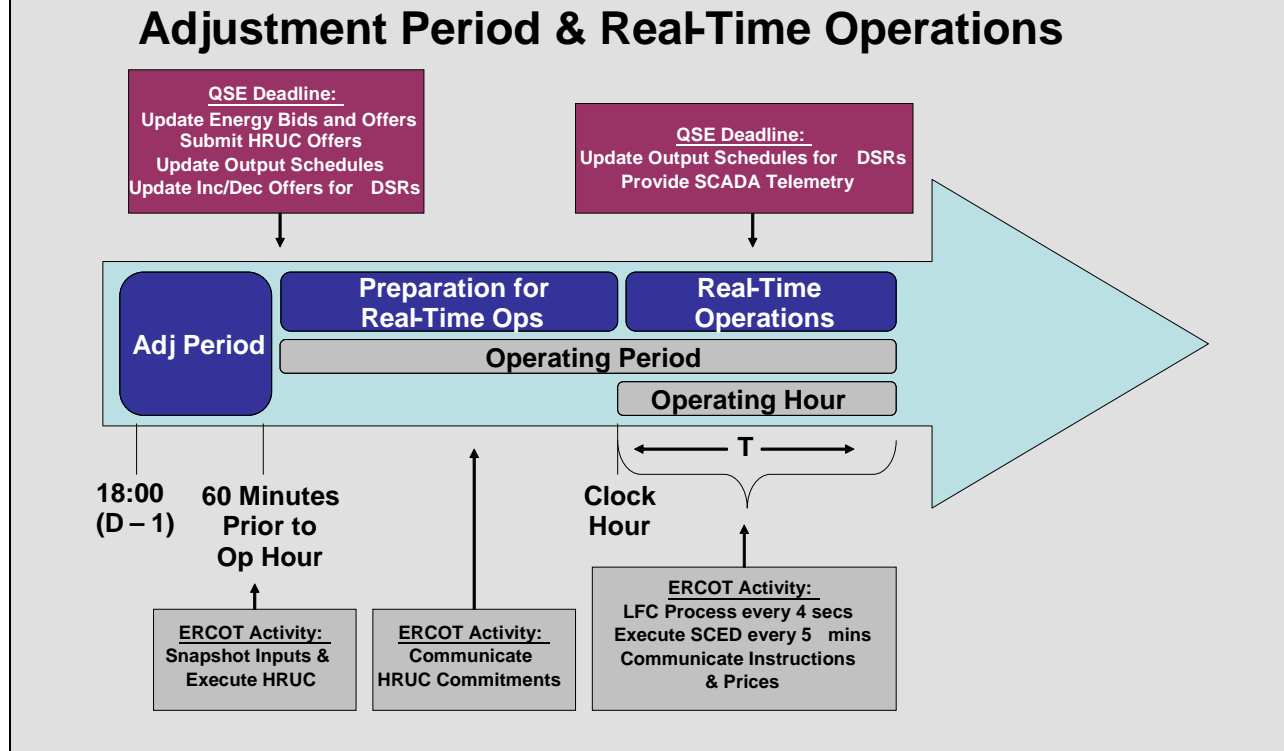 Adjustment Period & Real-Time Operations
QSE Deadline:
Update Energy Bids and Offers
Submit HRUC Offers
Update Output Schedules
Update Inc/Dec Offers for DSRs
QSE Deadline:
Update Output Schedules for DSRs
Provide SCADA Telemetry
Adj Period
Preparation for
Real-Time Ops
Real-Time
Operations
Operating Period
Operating Hour
T
18:00
(D – 1)
60 Minutes
Prior to
Op Hour
Clock
Hour
ERCOT Activity:
Snapshot Inputs &
Execute HRUC
ERCOT Activity:
Communicate
HRUC Commitments
ERCOT Activity:
LFC Process every 4 secs
Execute SCED every 5 mins
Communicate Instructions
& Prices